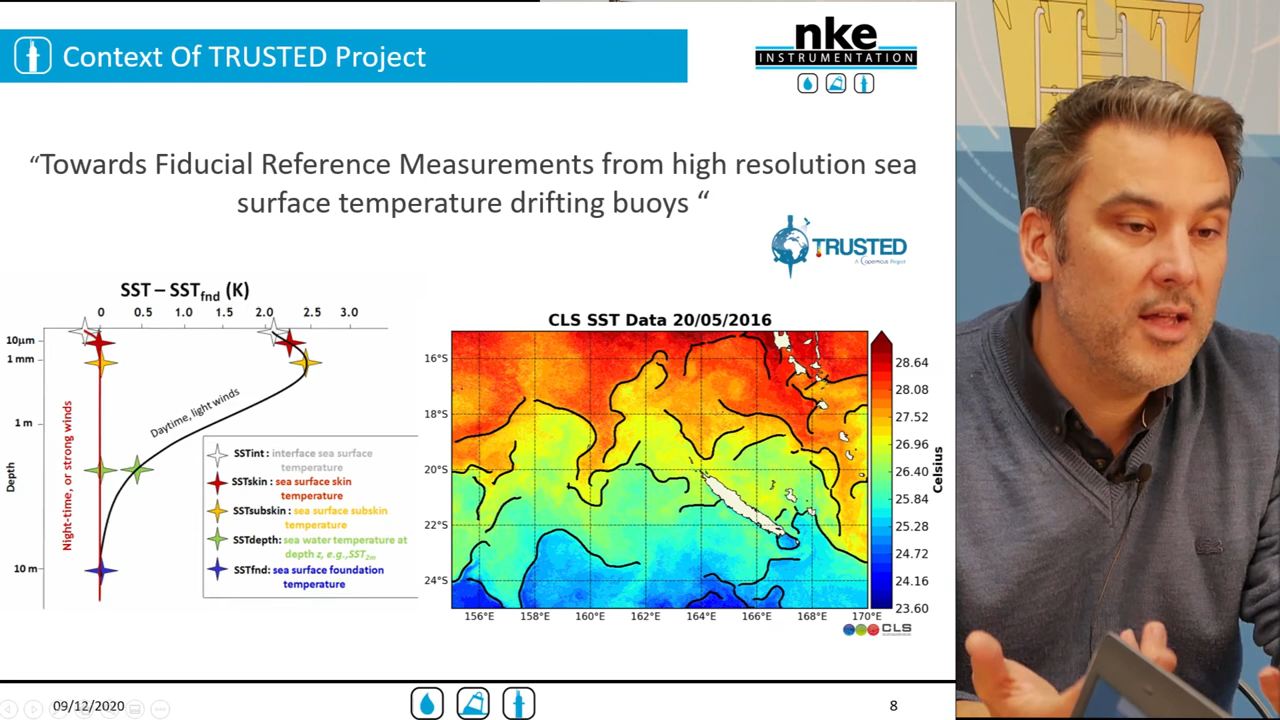 Context Of TRUSTED Project
nke
INSTRUMENTATION
“Towards Fiducial Reference Measurements from high resolution sea
surface temperature drifting buoys “
TRUSTED
A Copernicus Project
SST – SSTfnd (K)
0 0.5 1.0 1.5 2.0 2.5 3.0
10μm
1 mm
1 m
10 m
Depth
Night-time, or strong winds
Daytime, light winds
SSTint : interface sea surface
temperature
SSTskin : sea surface skin
temperature
SSTsubskin : sea surface subskin
temperature
SSTdepth: sea water temperature at
depth z, e.g.,SST2m
SSTfnd: sea surface foundation
temperature
CLS SST Data 20/05/2016
16°S
18°S
20°S
22°S
24°S
156°E 158°E 160°E 162°E 164°E 166°E 168°E 170°E
28.64
28.08
27.52
26.96
26.40
25.84
25.28
24.72
24.16
23.60
Celsius
CLS
09/12/2020
8